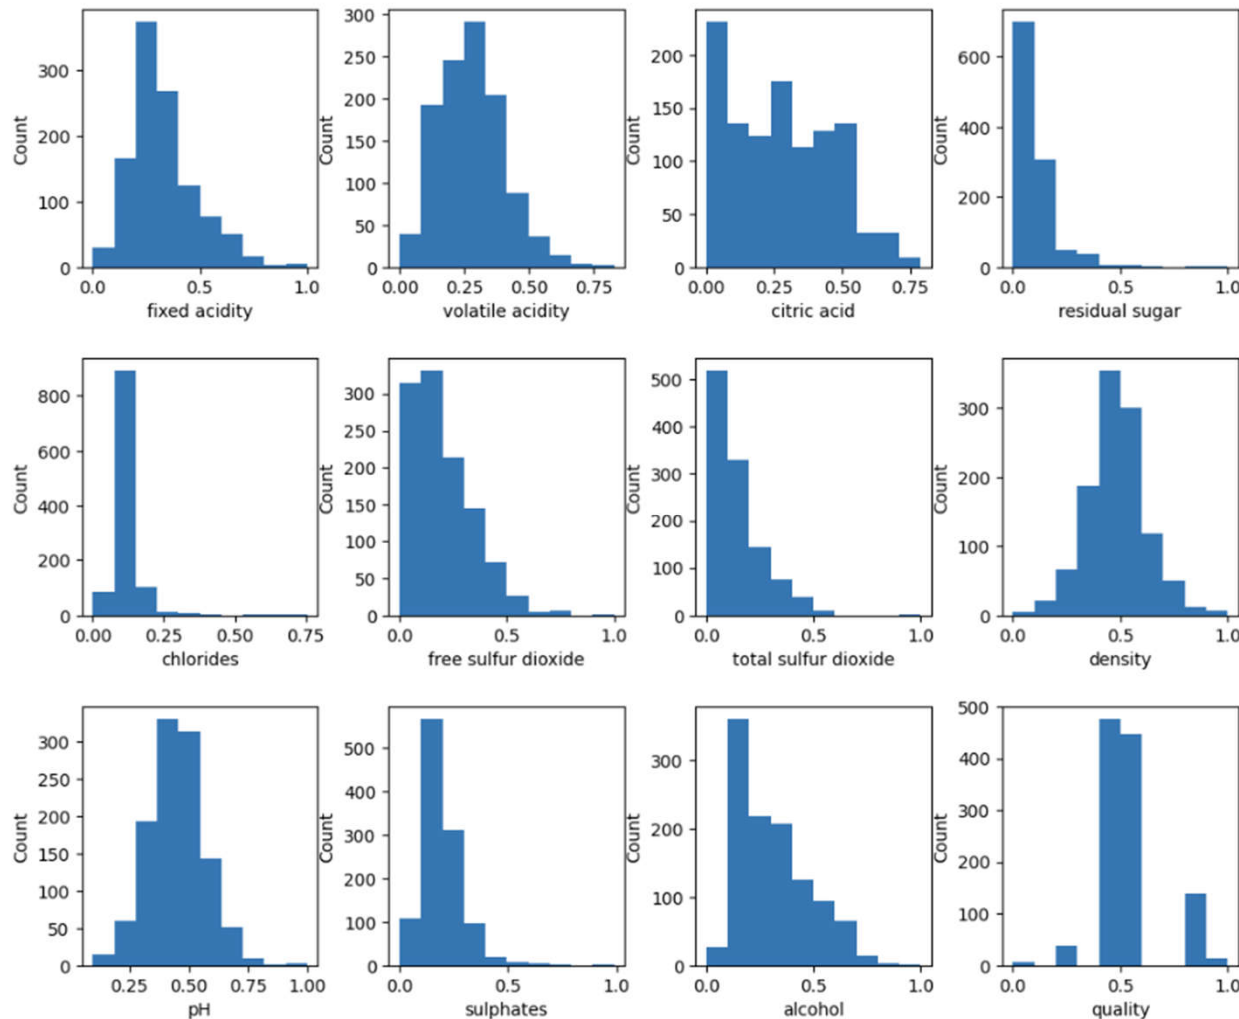 300
200
100
0
Count
0.0 0.5 1.0
fixed acidity
300
250
200
150
100
50
0
Count
0.00 0.25 0.50 0.75
volatile acidity
200
150
100
50
0
Count
0.00 0.25 0.50 0.75
citric acid
600
400
200
0
Count
0.0 0.5 1.0
residual sugar
800
600
400
200
0
Count
0.00 0.25 0.50 0.75
chlorides
300
250
200
150
100
50
0
Count
0.0 0.5 1.0
free sulfur dioxide
500
400
300
200
100
0
Count
0.0 0.5 1.0
total sulfur dioxide
300
200
100
0
Count
0.0 0.5 1.0
density
300
250
200
150
100
50
0
Count
0.25 0.50 0.75 1.00
pH
500
400
300
200
100
0
Count
0.0 0.5 1.0
sulphates
300
200
100
0
Count
0.0 0.5 1.0
alcohol
500
400
300
200
100
0
Count
0.0 0.5 1.0
quality